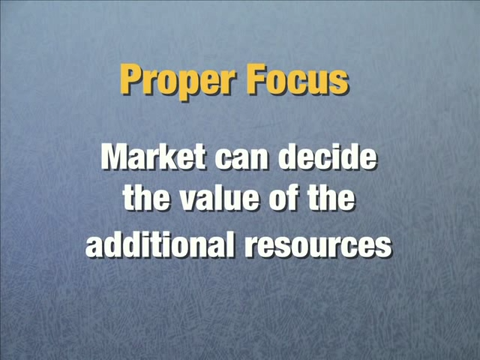 Proper Focus
Market can decide
the value of the
additional resources